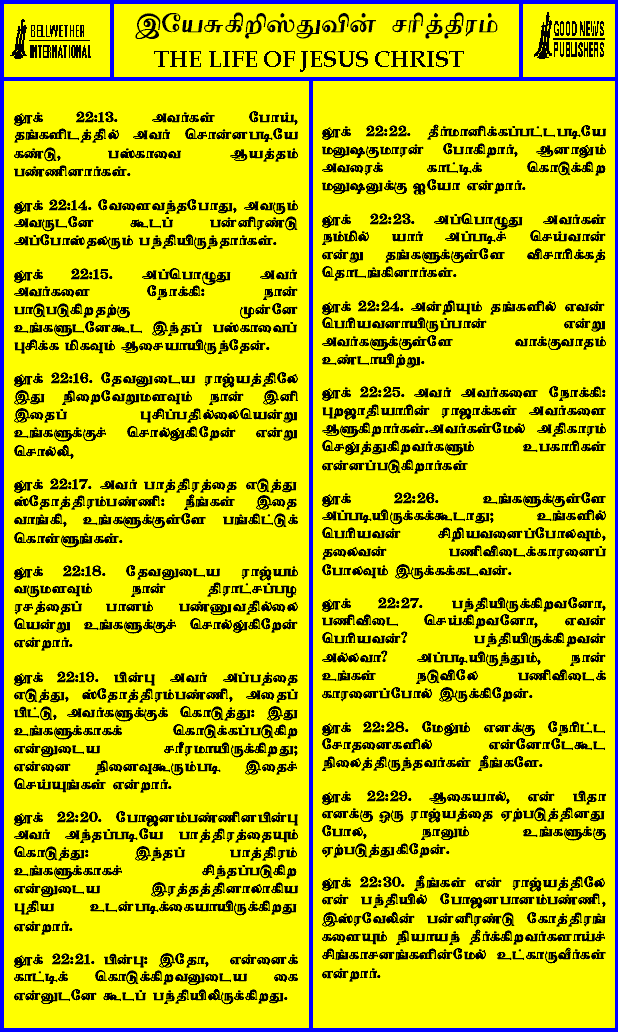 BELLWETHER
INTERNATIONAL
இயேசுகிறிஸ்துவின் சரித்திரம்
THE LIFE OF JESUS CHRIST
GOOD NEWS
PUBLISHERS
லூக் 22:13. அவர்கள் போய்,
தங்களிடத்தில் அவர் சொன்னபடியே
கண்டு, பஸ்காவை ஆயத்தம்
பண்ணினார்கள்.
லூக் 22:14. வேளைவந்தபோது, அவரும்
அவருடனே கூடப் பன்னிரண்டு
அப்போஸ்தலரும் பந்தியிருந்தார்கள்.
லூக் 22:15. அப்பொழுது அவர்
அவர்களை நோக்கி: நான்
பாடுபடுகிறதற்கு முன்னே
உங்களுடனேகூட இந்தப் பஸ்காவைப்
புசிக்க மிகவும் ஆசையாயிருந்தேன்.
லூக் 22:16. தேவனுடைய ராஜ்யத்திலே
இது நிறைவேறுமளவும் நான் இனி
இதைப் புசிப்பதில்லையென்று
உங்களுக்குச் சொல்லுகிறேன் என்று
சொல்லி,
லூக் 22:17. அவர் பாத்திரத்தை எடுத்து
ஸ்தோத்திரம்பண்ணி: நீங்கள் இதை
வாங்கி, உங்களுக்குள்ளே பங்கிட்டுக்
கொள்ளுங்கள்.
லூக் 22:18. தேவனுடைய ராஜ்யம்
வருமளவும் நான் திராட்சப்பழ
ரசத்தைப் பானம் பண்ணுவதில்லை
யென்று உங்களுக்குச் சொல்லுகிறேன்
என்றார்.
லூக் 22:19. பின்பு அவர் அப்பத்தை
எடுத்து, ஸ்தோத்திரம்பண்ணி, அதைப்
பிட்டு, அவர்களுக்குக் கொடுத்து: இது
உங்களுக்காகக் கொடுக்கப்படுகிற
என்னுடைய சரீரமாயிருக்கிறது;
என்னை நினைவுகூரும்படி இதைச்
செய்யுங்கள் என்றார்.
லூக் 22:20. போஜனம்பண்ணினபின்பு
அவர் அந்தப்படியே பாத்திரத்தையும்
கொடுத்து: இந்தப் பாத்திரம்
உங்களுக்காகச் சிந்தப்படுகிற
என்னுடைய இரத்தத்தினாலாகிய
புதிய உடன்படிக்கையாயிருக்கிறது
என்றார்.
லூக் 22:21. பின்பு: இதோ, என்னைக்
காட்டிக் கொடுக்கிறவனுடைய கை
என்னுடனே கூடப் பந்தியிலிருக்கிறது.
லூக் 22:22. தீர்மானிக்கப்பட்டபடியே
மனுஷகுமாரன் போகிறார், ஆனாலும்
அவரைக் காட்டிக் கொடுக்கிற
மனுஷனுக்கு ஐயோ என்றார்.
லூக் 22:23. அப்பொழுது அவர்கள்
நம்மில் யார் அப்படிச் செய்வான்
என்று தங்களுக்குள்ளே விசாரிக்கத்
தொடங்கினார்கள்.
லூக் 22:24. அன்றியும் தங்களில் எவன்
பெரியவனாயிருப்பான் என்று
அவர்களுக்குள்ளே வாக்குவாதம்
உண்டாயிற்று.
லூக் 22:25. அவர் அவர்களை நோக்கி:
புறஜாதியாரின் ராஜாக்கள் அவர்களை
ஆளுகிறார்கள்.அவர்கள்மேல் அதிகாரம்
செலுத்துகிறவர்களும் உபகாரிகள்
என்னப்படுகிறார்கள்
லூக் 22:26. உங்களுக்குள்ளே
அப்படியிருக்கக்கூடாது; உங்களில்
பெரியவன் சிறியவனைப்போலவும்,
தலைவன் பணிவிடைக்காரனைப்
போலவும் இருக்கக்கடவன்.
லூக் 22:27. பந்தியிருக்கிறவனோ,
பணிவிடை செய்கிறவனோ, எவன்
பெரியவன்? பந்தியிருக்கிறவன்
அல்லவா? அப்படியிருந்தும், நான்
உங்கள் நடுவிலே பணிவிடைக்
காரனைப்போல் இருக்கிறேன்.
லூக் 22:28. மேலும் எனக்கு நேரிட்ட
சோதனைகளில் என்னோடேகூட
நிலைத்திருந்தவர்கள் நீங்களே.
லூக் 22:29. ஆகையால், என் பிதா
எனக்கு ஒரு ராஜ்யத்தை ஏற்படுத்தினது
போல, நானும் உங்களுக்கு
ஏற்படுத்துகிறேன்.
லூக் 22:30. நீங்கள் என் ராஜ்யத்திலே
என் பந்தியில் போஜனபானம்பண்ணி,
இஸ்ரவேலின் பன்னிரண்டு கோத்திரங்
களையும் நியாயந் தீர்க்கிறவர்களாய்ச்
சிங்காசனங்களின்மேல் உட்காருவீர்கள்
என்றார்.